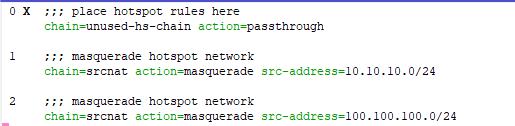 0 X ;;; place hotspot rules here
chain=unused-hs-chain action=passthrough
1 ;;; masquerade hotspot network
chain=srcnat action=masquerade src-address=10.10.10.0/24
2 ;;; masquerade hotspot network
chain=srcnat action=masquerade src-address=100.100.100.0/24